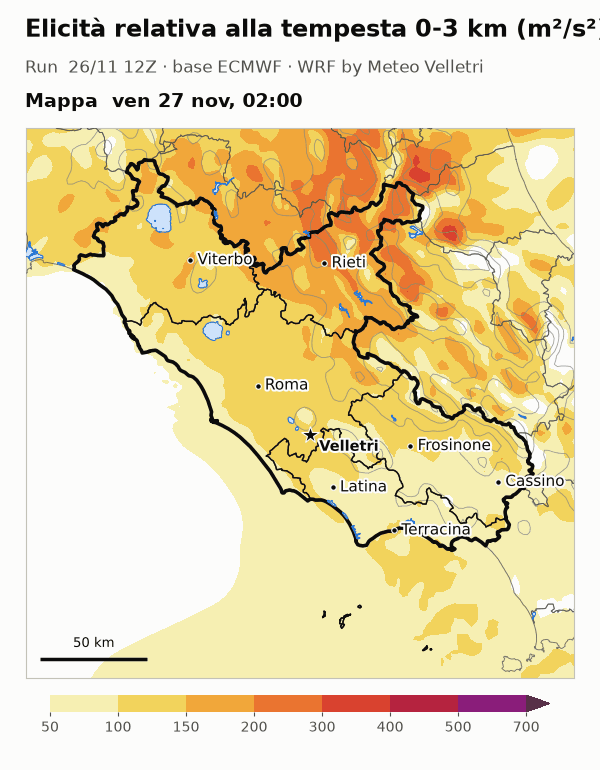 Elicità relativa alla tempesta 0-3 km (m²/s²)
Run  26/11 12Z · base ECMWF · WRF by Meteo Velletri
Mappa  ven 27 nov, 02:00
Viterbo
Rieti
Roma
Velletri
Frosinone
Cassino
Latina
Terracina
50 km
50 100 150 200 300 400 500 700